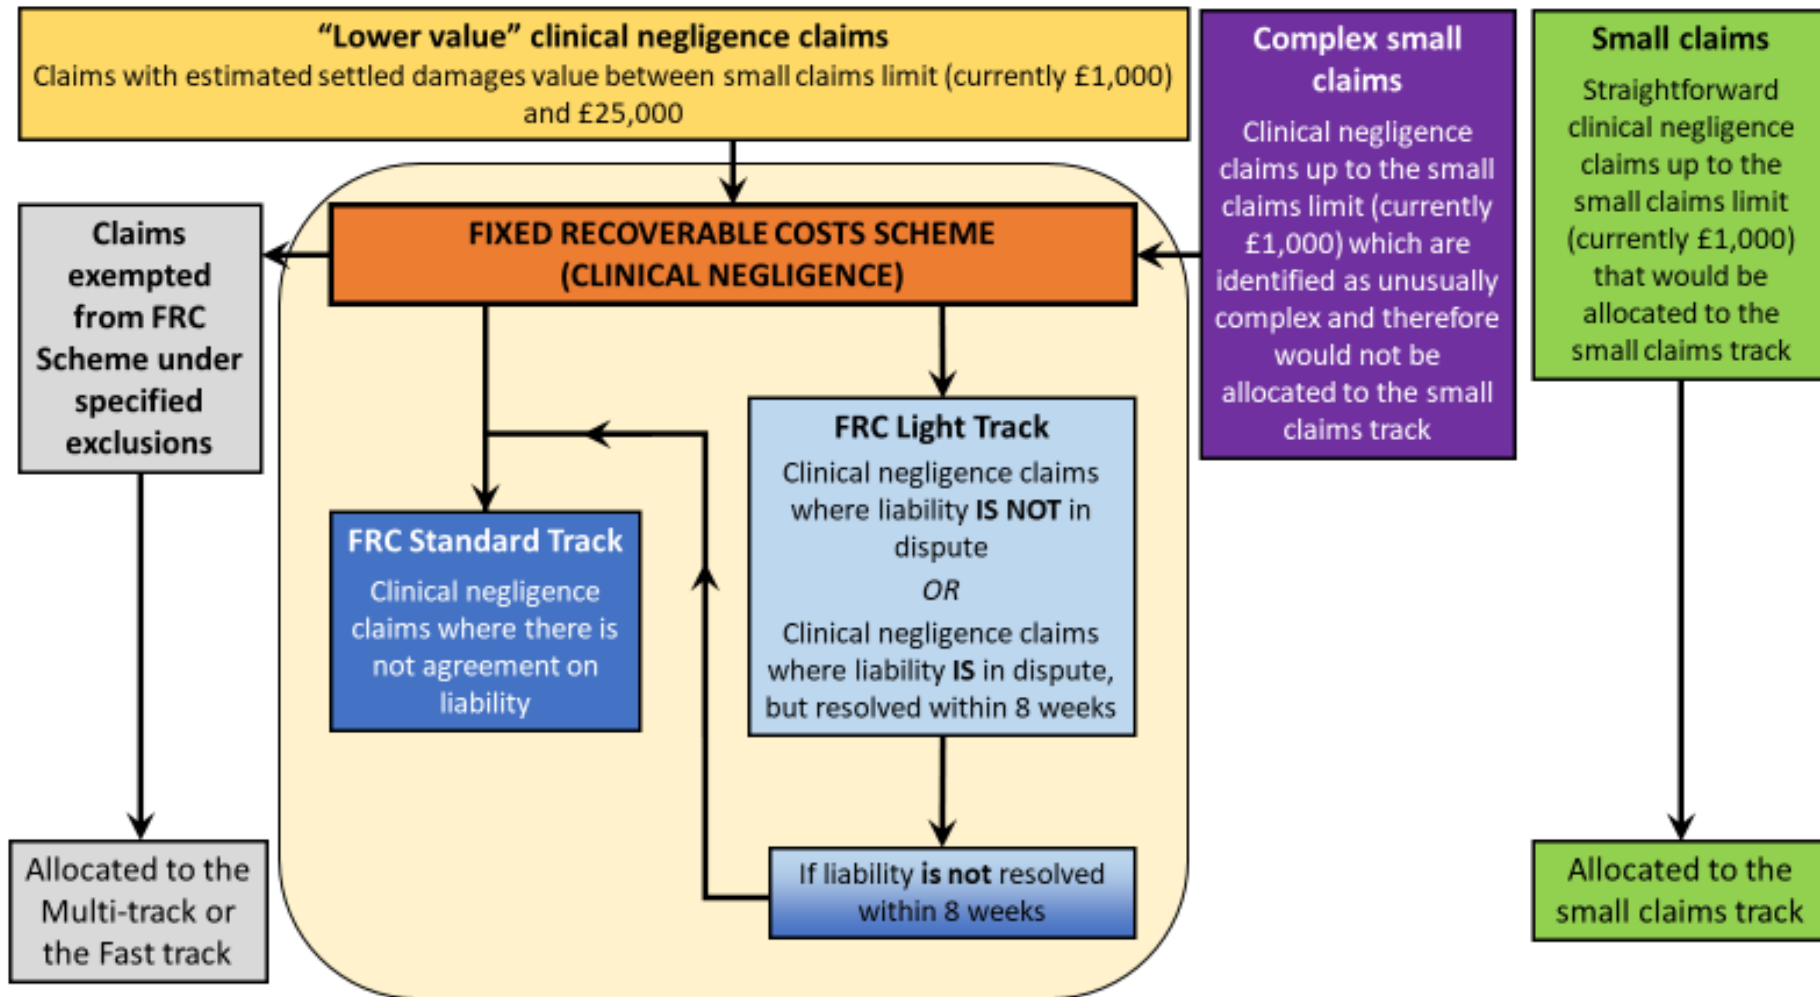 “Lower value” clinical negligence claims
Claims with estimated settled damages value between small claims limit (currently £1,000)
and £25,000
Complex small
claims
Clinical negligence
claims up to the small
claims limit (currently
£1,000) which are
identified as unusually
complex and therefore
would not be
allocated to the small
claims track
Small claims
Straightforward
clinical negligence
claims up to the
small claims limit
(currently £1,000)
that would be
allocated to the
small claims track
Claims
exempted
from FRC
Scheme under
specified
exclusions
FIXED RECOVERABLE COSTS SCHEME
(CLINICAL NEGLIGENCE)
FRC Light Track
Clinical negligence claims
where liability IS NOT in
dispute
OR
Clinical negligence claims
where liability IS in dispute,
but resolved within 8 weeks
FRC Standard Track
Clinical negligence
claims where there is
not agreement on
liability
If liability is not resolved
within 8 weeks
Allocated to the
Multi-track or
the Fast track
Allocated to the
small claims track